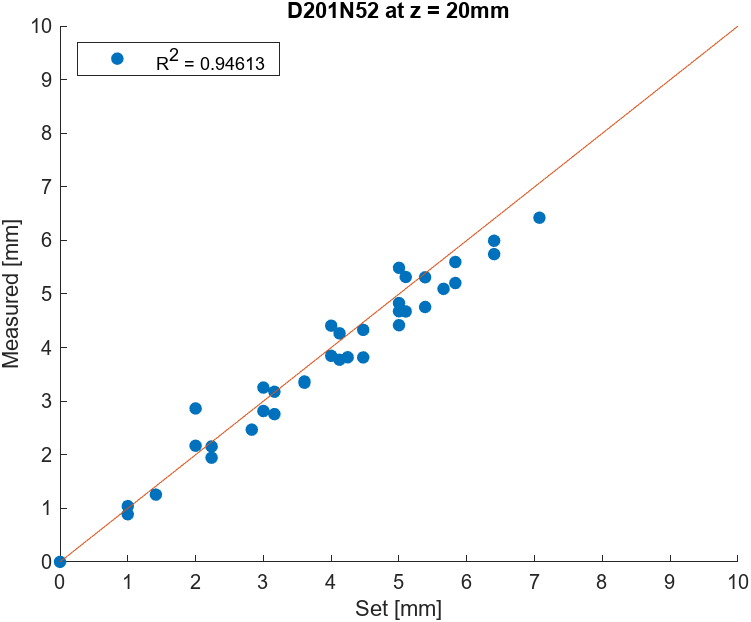 D201N52 at z = 20mm
R² = 0.94613
10
9
8
7
6
5
4
3
2
1
0
Measured [mm]
0 1 2 3 4 5 6 7 8 9 10
Set [mm]